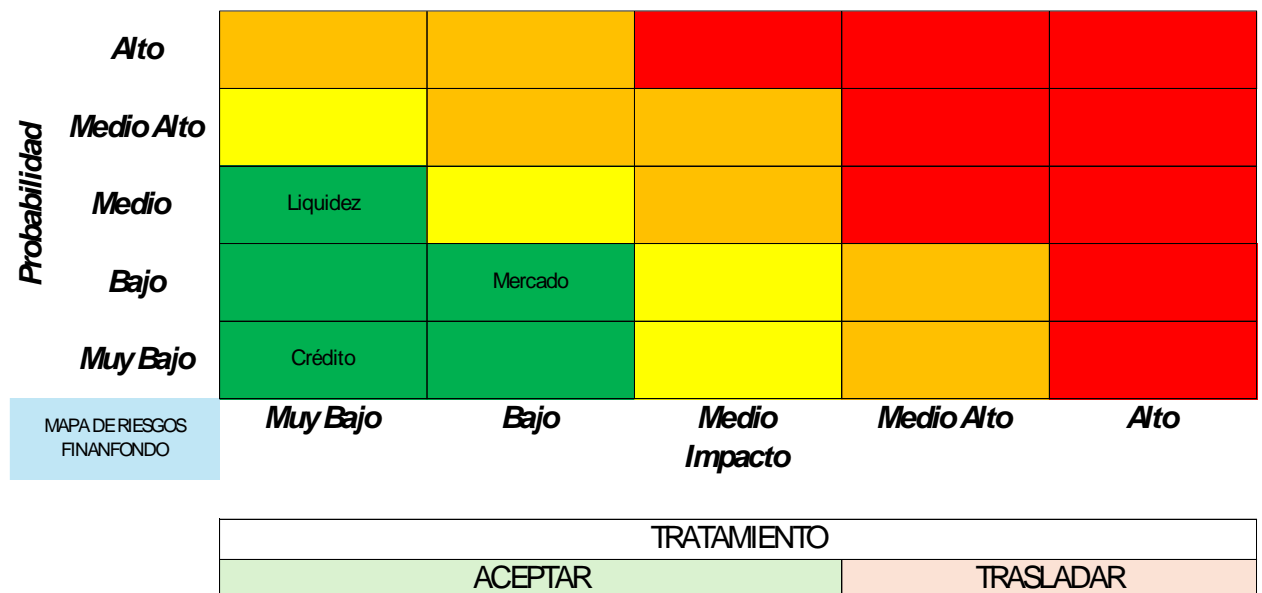 Alto
Medio Alto
Probabilidad
Medio
Liquidez
Bajo
Mercado
Muy Bajo
Crédito
MAPA DE RIESGOS
FINANFONDO
Muy Bajo
Bajo
Medio
Medio Alto
Alto
Impacto
TRATAMIENTO
ACEPTAR
TRASLADAR